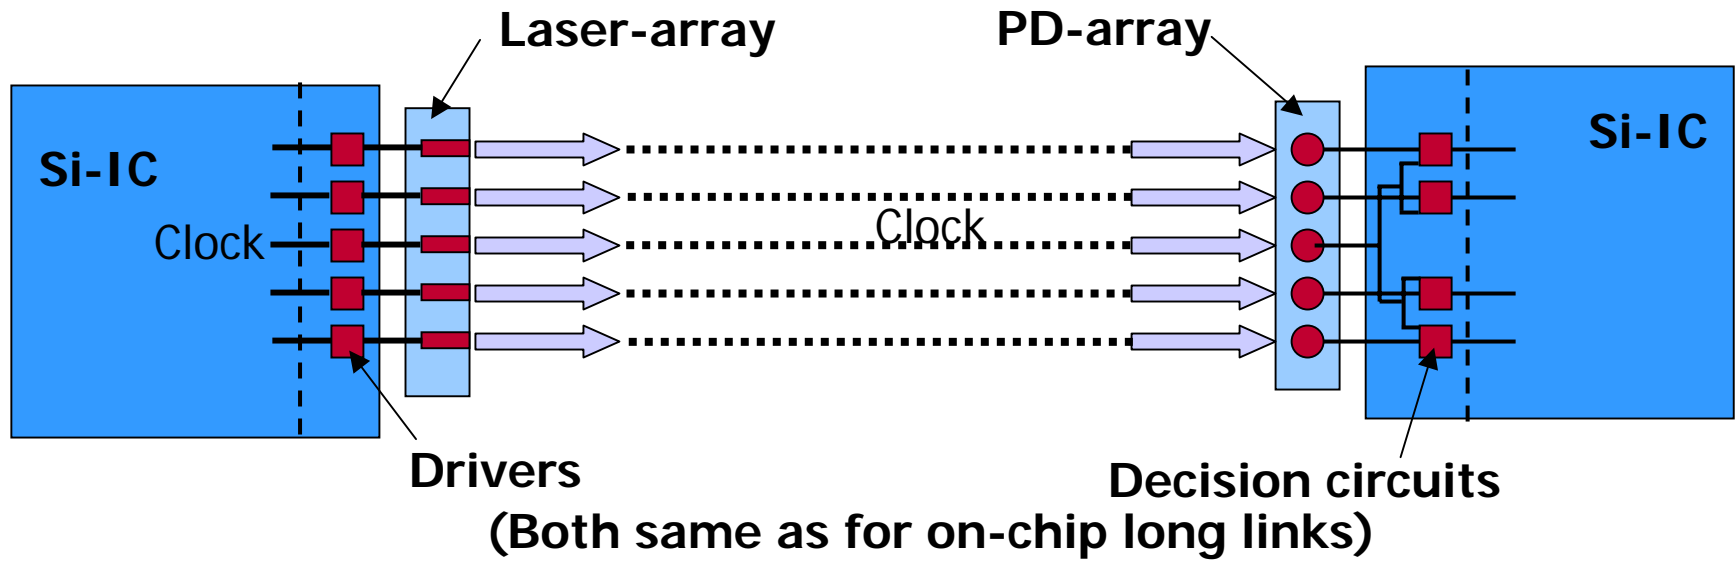 Laser-array
PD-array
Si-IC
Si-IC
Clock
Clock
Drivers
Decision circuits
(Both same as for on-chip long links)